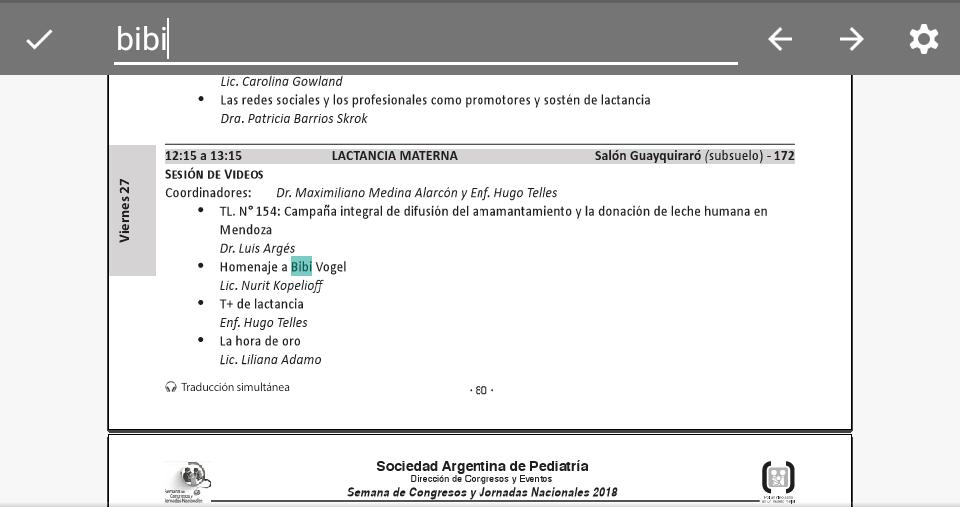 bibi
Lic. Carolina Gowland
• Las redes sociales y los profesionales como promotores y sostén de lactancia
Dra. Patricia Barrios Skrok
Viernes 27
12:15 a 13:15 LACTANCIA MATERNA Salón Guayquiraró (subsuelo) - 172
SESIÓN DE VIDEOS
Coordinadores: Dr. Maximiliano Medina Alarcón y Enf. Hugo Telles
• TL. N° 154: Campaña integral de difusión del amamantamiento y la donación de leche humana en
Mendoza
Dr. Luis Argés
• Homenaje a Bibi Vogel
Lic. Nurit Kopelioff
• T+ de lactancia
Enf. Hugo Telles
• La hora de oro
Lic. Liliana Adamo
Traducción simultánea
· 80 ·
Sociedad Argentina de Pediatría
Dirección de Congresos y Eventos
Semana de Congresos y Jornadas Nacionales 2018